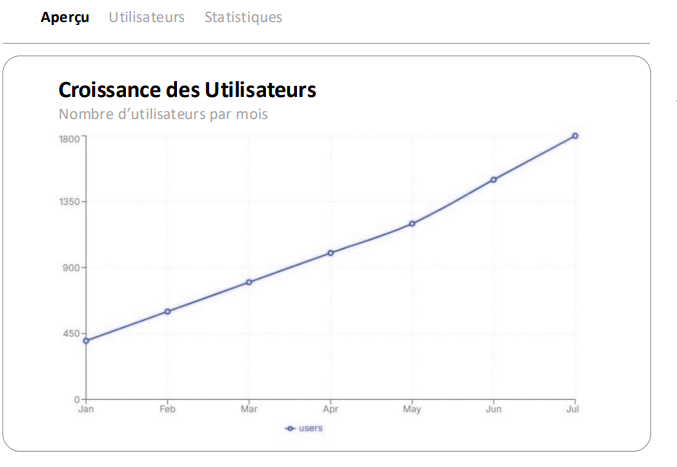 Aperçu Utilisateurs Statistiques
Croissance des Utilisateurs
Nombre d’utilisateurs par mois
1800
1350
900
450
0
Jan Feb Mar Apr May Jun Jul
users